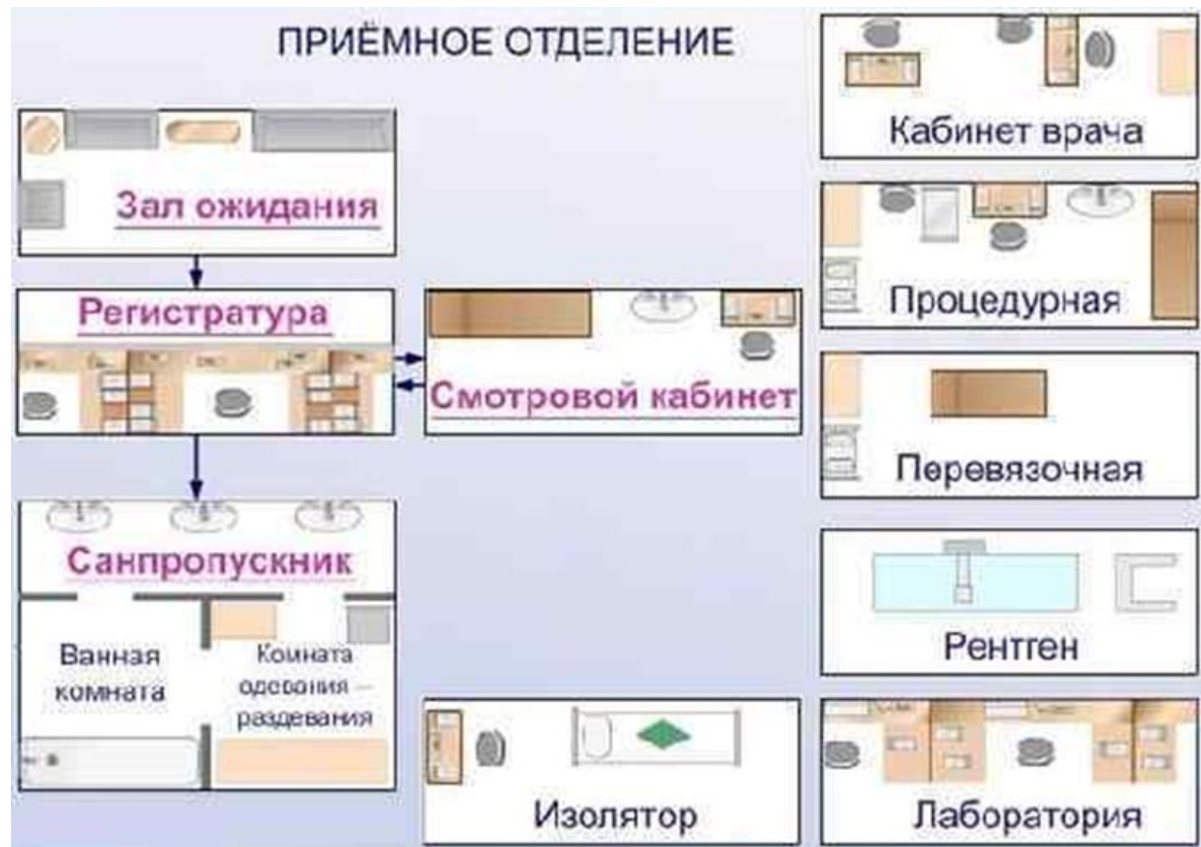 ПРИЁМНОЕ ОТДЕЛЕНИЕ
Зал ожидания
Регистратура
Смотровой кабинет
Санпропускник
Ванная
комната
Комната
одевания –
раздевания
Изолятор
Кабинет врача
Процедурная
Перевязочная
Рентген
Лаборатория